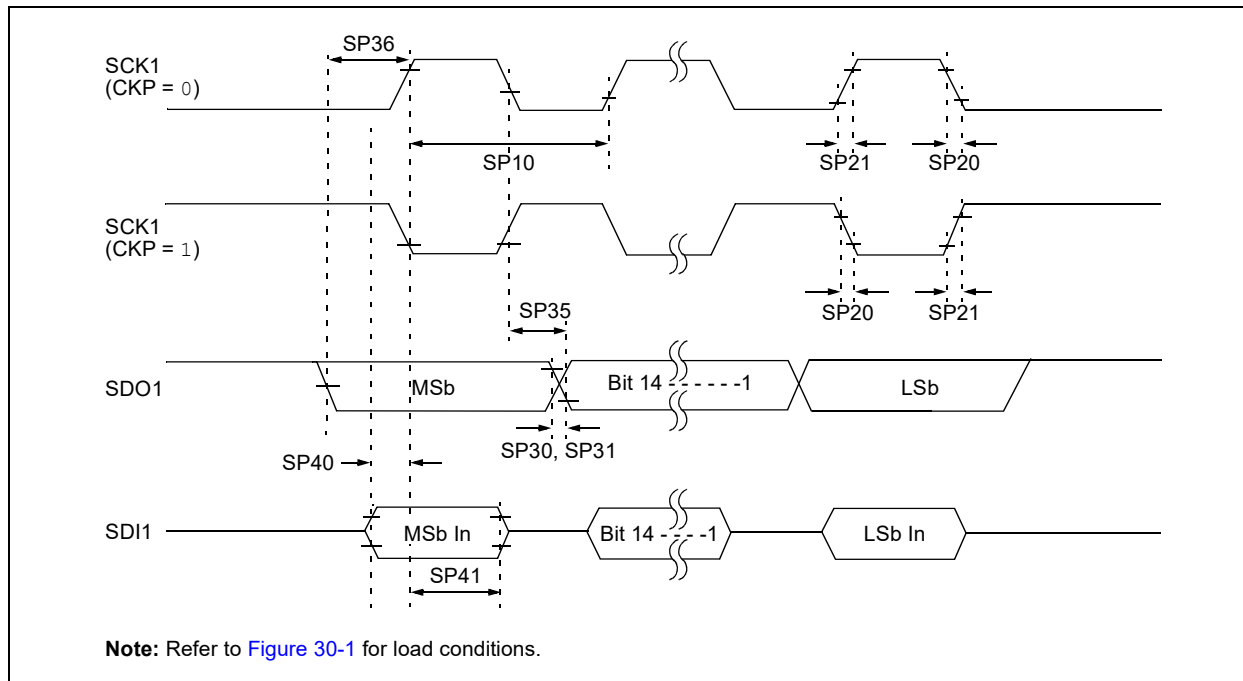 SP36
SCK1
(CKP = 0)
SP10
SP21
SP20
SCK1
(CKP = 1)
SP35
SP20
SP21
SDO1
MSb
Bit 14 - - - - - -1
LSb
SP30, SP31
SP40
SDI1
MSb In
Bit 14 - - - -1
LSb In
SP41
Note: Refer to Figure 30-1 for load conditions.